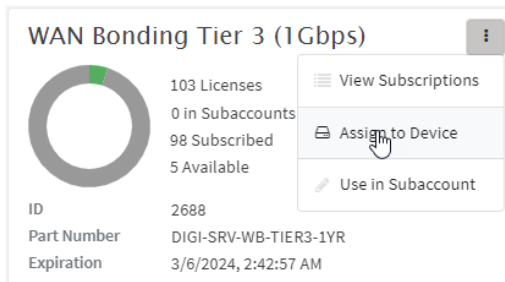 WAN Bonding Tier 3 (1Gbps)
103 Licenses
0 in Subaccounts
98 Subscribed
5 Available
View Subscriptions
Assign to Device
Use in Subaccount
ID 2688
Part Number DIGI-SRV-WB-TIER3-1YR
Expiration 3/6/2024, 2:42:57 AM